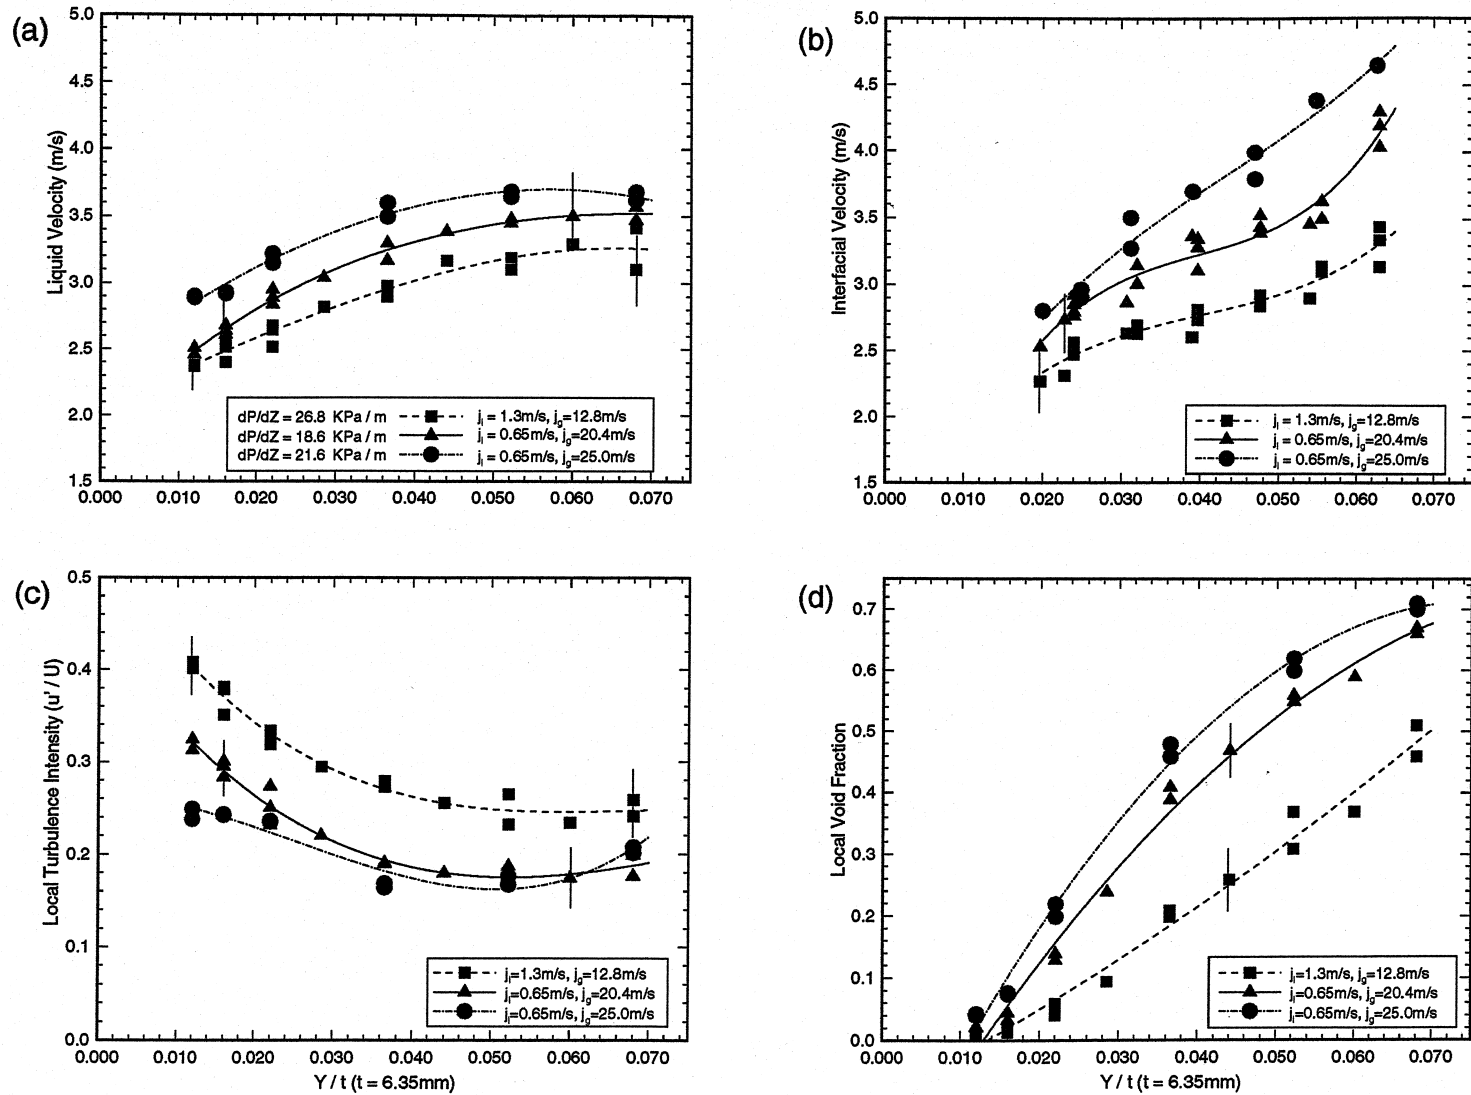 (a)
5.0
4.5
4.0
3.5
3.0
2.5
2.0
1.5
Liquid Velocity (m/s)
dP/dZ = 26.8 KPa / m jl = 1.3m/s, jg=12.8m/s
dP/dZ = 18.6 KPa / m jl = 0.65m/s, jg=20.4m/s
dP/dZ = 21.6 KPa / m jl = 0.65m/s, jg=25.0m/s
0.000 0.010 0.020 0.030 0.040 0.050 0.060 0.070
(b)
5.0
4.5
4.0
3.5
3.0
2.5
2.0
1.5
Interfacial Velocity (m/s)
jl = 1.3m/s, jg=12.8m/s
jl = 0.65m/s, jg=20.4m/s
jl = 0.65m/s, jg=25.0m/s
0.000 0.010 0.020 0.030 0.040 0.050 0.060 0.070
(c)
0.5
0.4
0.3
0.2
0.1
0.0
Local Turbulence Intensity (u' / U)
jl=1.3m/s, jg=12.8m/s
jl=0.65m/s, jg=20.4m/s
jl=0.65m/s, jg=25.0m/s
0.000 0.010 0.020 0.030 0.040 0.050 0.060 0.070
Y / t (t = 6.35mm)
(d)
0.7
0.6
0.5
0.4
0.3
0.2
0.1
0.0
Local Void Fraction
jl=1.3m/s, jg=12.8m/s
jl=0.65m/s, jg=20.4m/s
jl=0.65m/s, jg=25.0m/s
0.000 0.010 0.020 0.030 0.040 0.050 0.060 0.070
Y / t (t = 6.35mm)